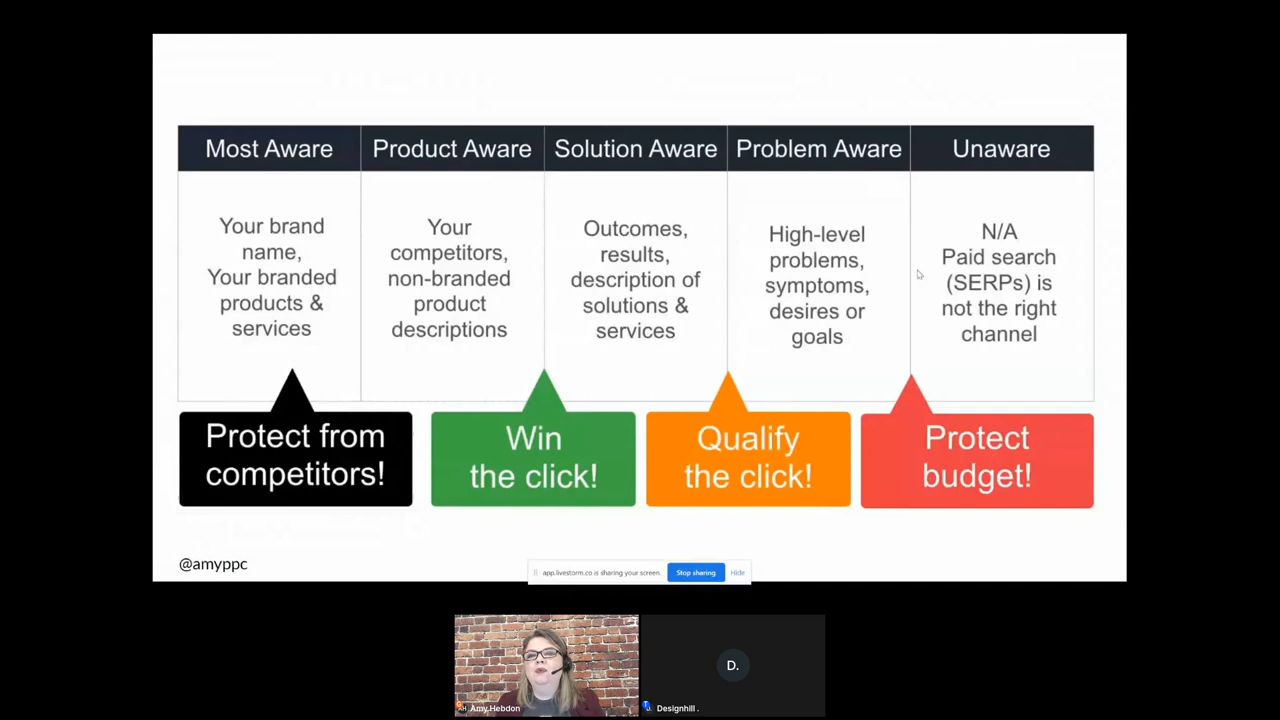 Most Aware
Product Aware
Solution Aware
Problem Aware
Unaware
Your brand
name,
Your branded
products &
services
Your
competitors,
non-branded
product
descriptions
Outcomes,
results,
description of
solutions &
services
High-level
problems,
symptoms,
desires or
goals
N/A
Paid search
(SERPs) is
not the right
channel
Protect from
competitors!
Win
the click!
Qualify
the click!
Protect
budget!
@amyppc
app.livestorm.co is sharing your screen.
Stop sharing
Hide
D.
Amy Hebdon
Designhill .